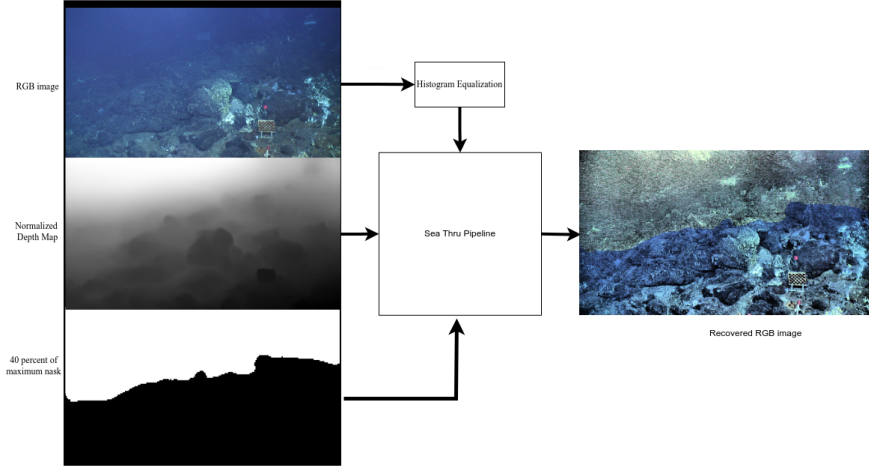 RGB image
Histogram Equalization
Normalized
Depth Map
Sea Thru Pipeline
Recovered RGB image
40 percent of
maximum nask